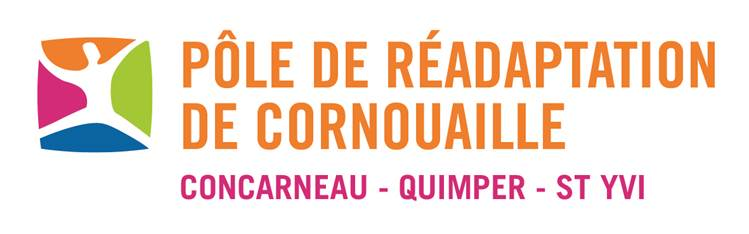 PÔLE DE RÉADAPTATION
DE CORNOUAILLE
CONCARNEAU - QUIMPER - ST YVI